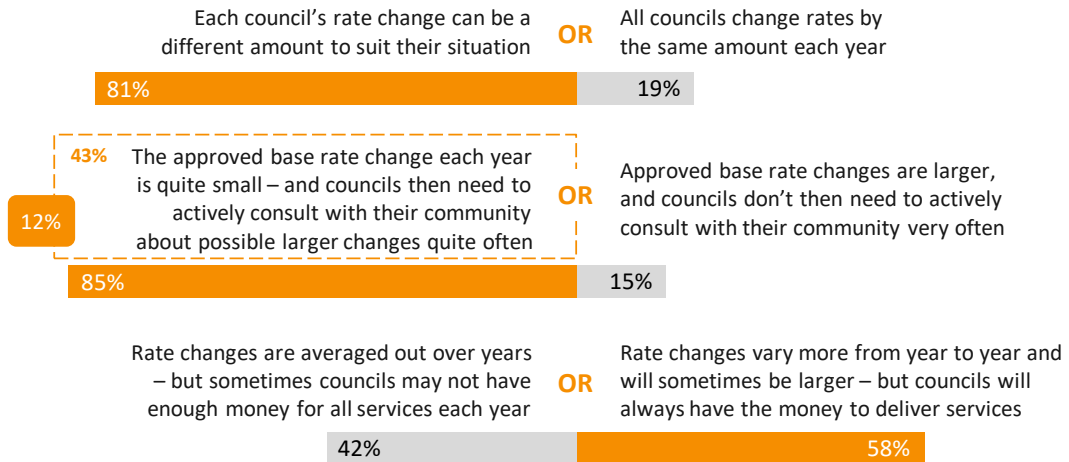 Each council’s rate change can be a
different amount to suit their situation
OR
All councils change rates by
the same amount each year
81%
19%
43%
The approved base rate change each year
is quite small – and councils then need to
actively consult with their community
about possible larger changes quite often
12%
OR
Approved base rate changes are larger,
and councils don’t then need to actively
consult with their community very often
85%
15%
Rate changes are averaged out over years
– but sometimes councils may not have
enough money for all services each year
OR
Rate changes vary more from year to year and
will sometimes be larger – but councils will
always have the money to deliver services
42%
58%